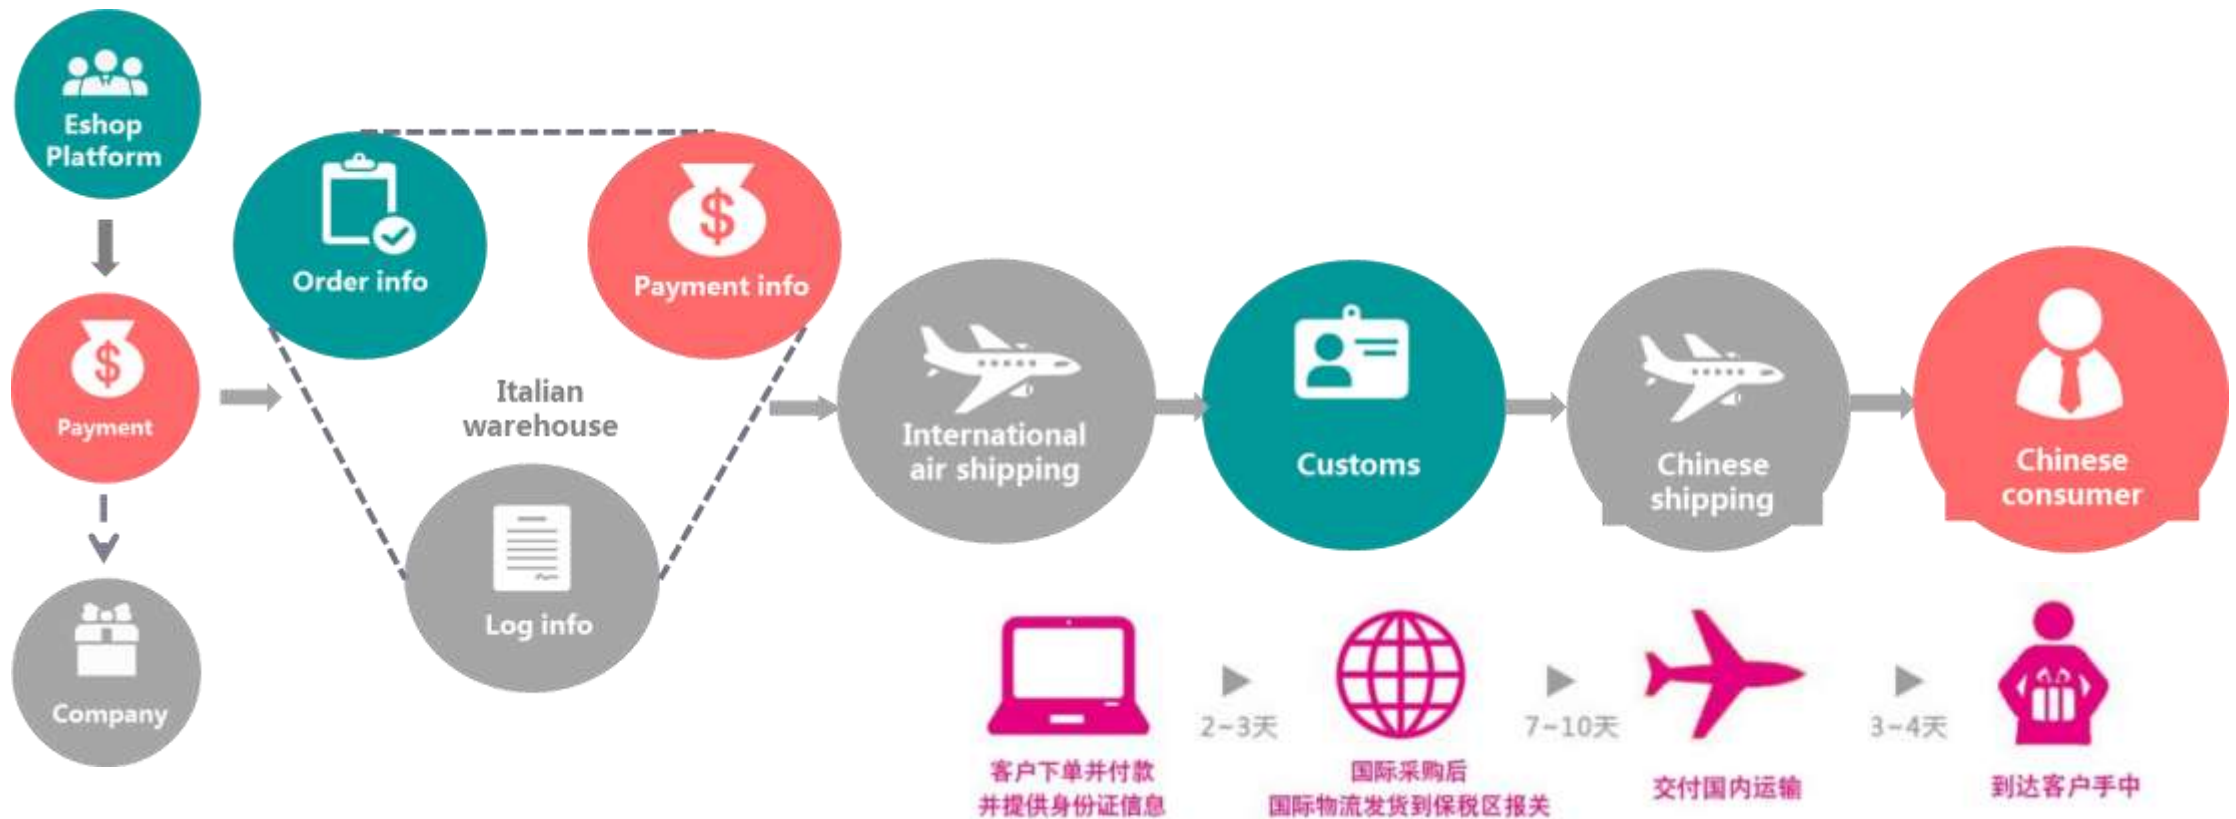 Eshop
Platform
Payment
Company
Order info
Payment info
Italian
warehouse
Log info
International
air shipping
Customs
Chinese
shipping
Chinese
consumer
2~3天
7~10天
3~4天
客户下单并付款
并提供身份证信息
国际采购后
国际物流发货到保税区报关
交付国内运输
到达客户手中